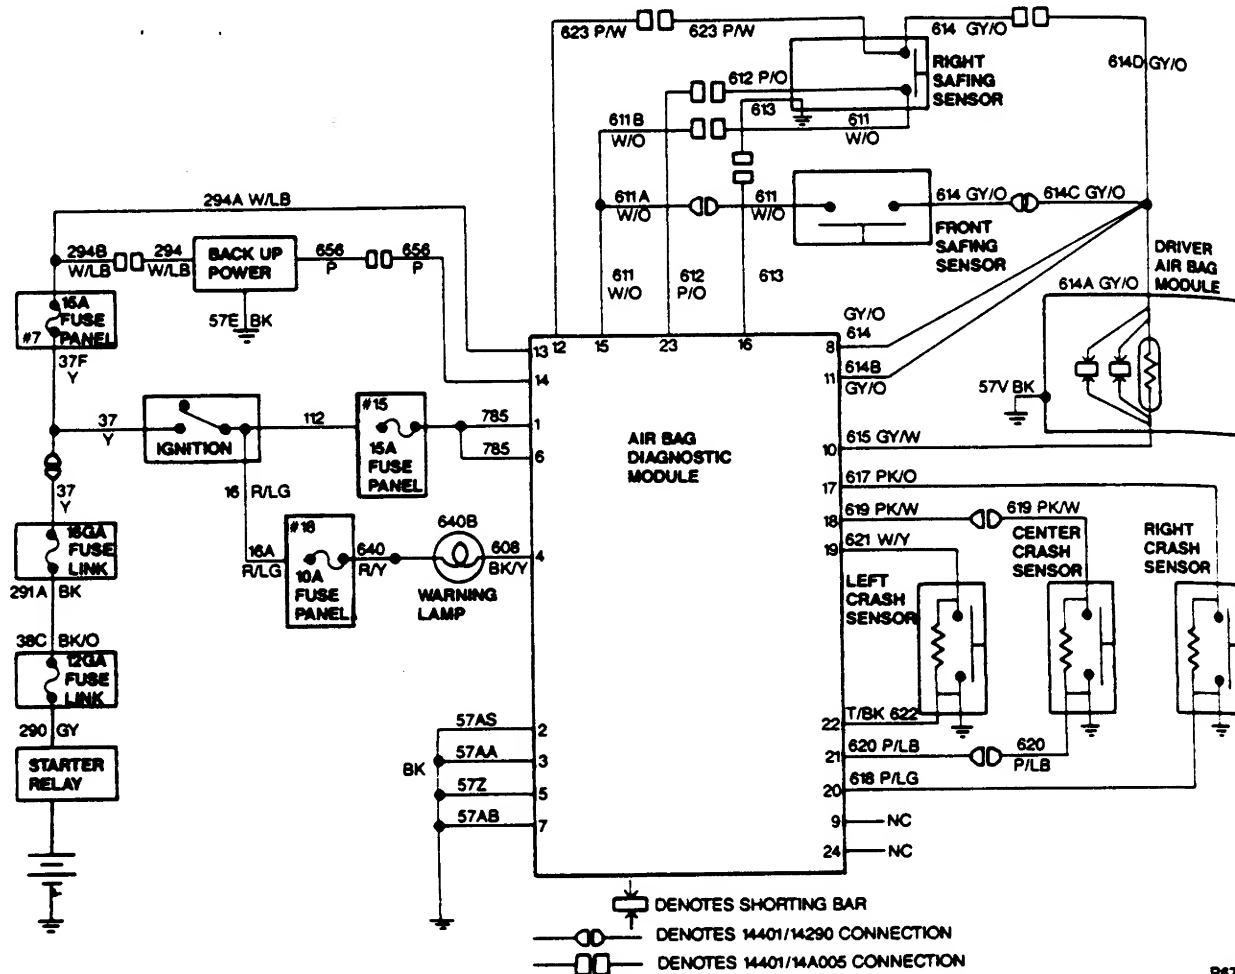 623 P/W
623 P/W
614 GY/O
614D GY/O
RIGHT
SAFING
SENSOR
612 P/O
613
611B
W/O
611
W/O
611A
W/O
611
W/O
614 GY/O
614C GY/O
FRONT
SAFING
SENSOR
DRIVER
AIR BAG
MODULE
294A W/LB
294B
W/LB
294
W/LB
BACK UP
POWER
656
P
656
P
611
W/O
612
P/O
613
614A GY/O
15A
FUSE
PANEL
#7
57E BK
GY/O
614
614B
GY/O
57V BK
37F
Y
12
15
23
16
13
14
8
11
37
Y
IGNITION
112
#15
15A
FUSE
PANEL
785
785
1
6
AIR BAG
DIAGNOSTIC
MODULE
10
615 GY/W
17
617 PK/O
37
Y
16 R/LG
18
619 PK/W
619 PK/W
19
621 W/Y
CENTER
CRASH
SENSOR
RIGHT
CRASH
SENSOR
16GA
FUSE
LINK
16A
R/LG
#18
10A
FUSE
PANEL
640
R/Y
640B
WARNING
LAMP
608
BK/Y
4
LEFT
CRASH
SENSOR
291A BK
38C BK/O
12GA
FUSE
LINK
290 GY
STARTER
RELAY
BK
57AS
57AA
57Z
57AB
2
3
5
7
22
T/BK 622
21
620 P/LB
620
P/LB
20
618 P/LG
9
NC
24
NC
DENOTES SHORTING BAR
DENOTES 14401/14290 CONNECTION
DENOTES 14401/14A005 CONNECTION